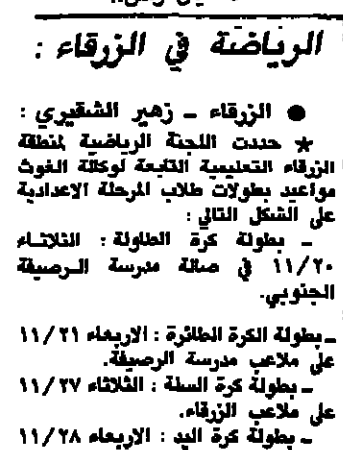 الرياضة في الزرقاء :
● الزرقاء ـ زهير الشقيري :
★ حددت اللجنة الرياضية لمنطقة
الزرقاء التعليمية التابعة لوكالة الغوث
مواعيد بطولات طلاب المرحلة الاعدادية
على الشكل التالي :
ـ بطولة كرة الطاولة : الثلاثاء
١١/٢٠ في صالة مدرسة الرصيفة
الجنوبي.
ـ بطولة الكرة الطائرة : الاربعاء ١١/٢١
على ملاعب مدرسة الرصيفة.
ـ بطولة كرة السلة : الثلاثاء ١١/٢٧
على ملاعب الزرقاء.
ـ بطولة كرة اليد : الاربعاء ١١/٢٨